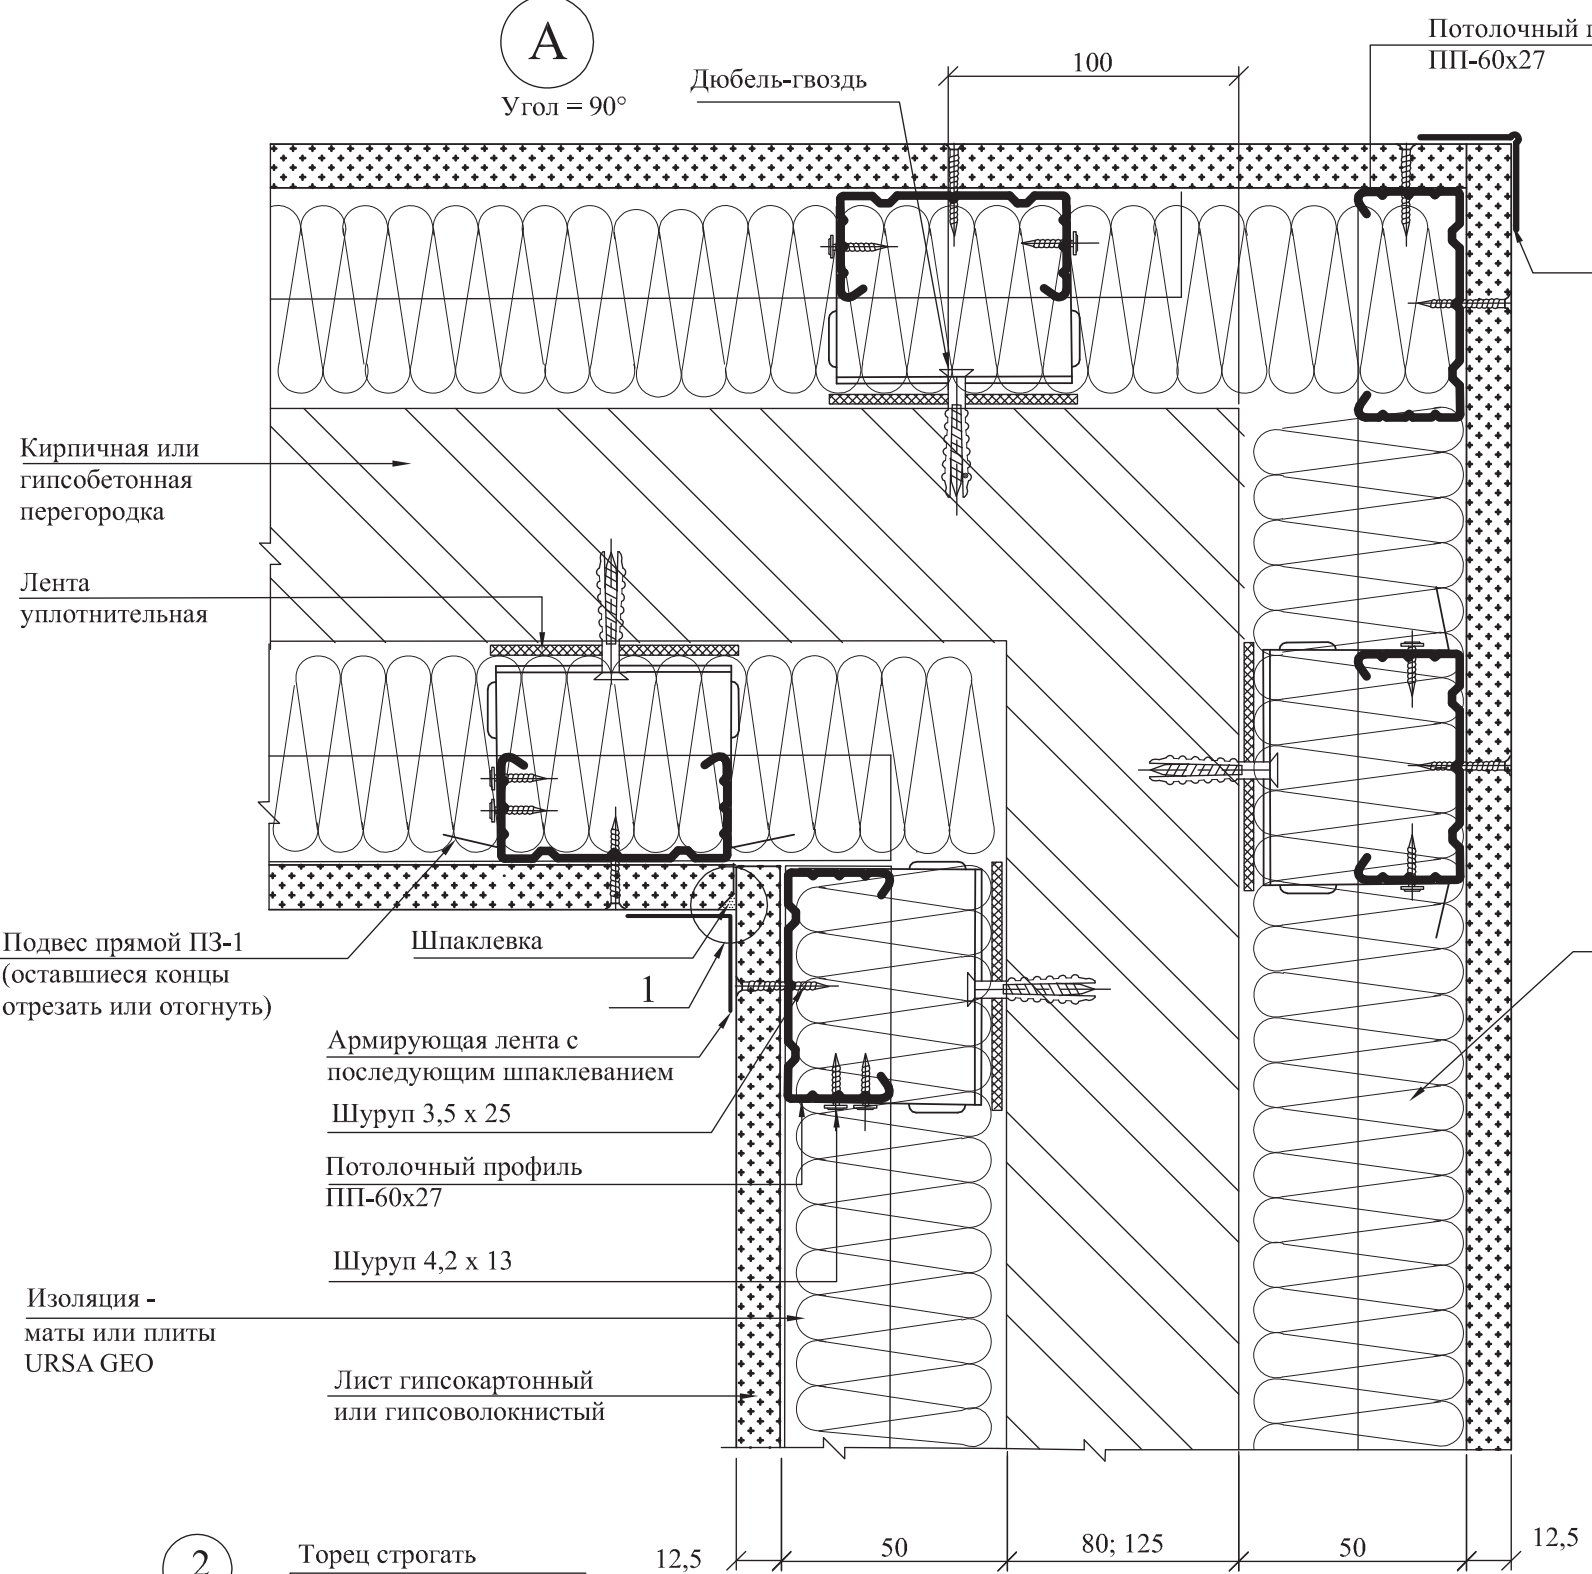 А
Угол = 90°
Дюбель-гвоздь
100
Потолочный
ПП-60х27
Кирпичная или
гипсобетонная
перегородка
Лента
уплотнительная
Подвес прямой ПЗ-1
(оставшиеся концы
отрезать или отогнуть)
Шпаклевка
1
Армирующая лента с
последующим шпаклеванием
Шуруп 3,5 х 25
Потолочный профиль
ПП-60х27
Шуруп 4,2 х 13
Изоляция -
маты или плиты
URSA GEO
Лист гипсокартонный
или гипсоволокнистый
2
Торец строгать
12,5
50
80; 125
50
12,5